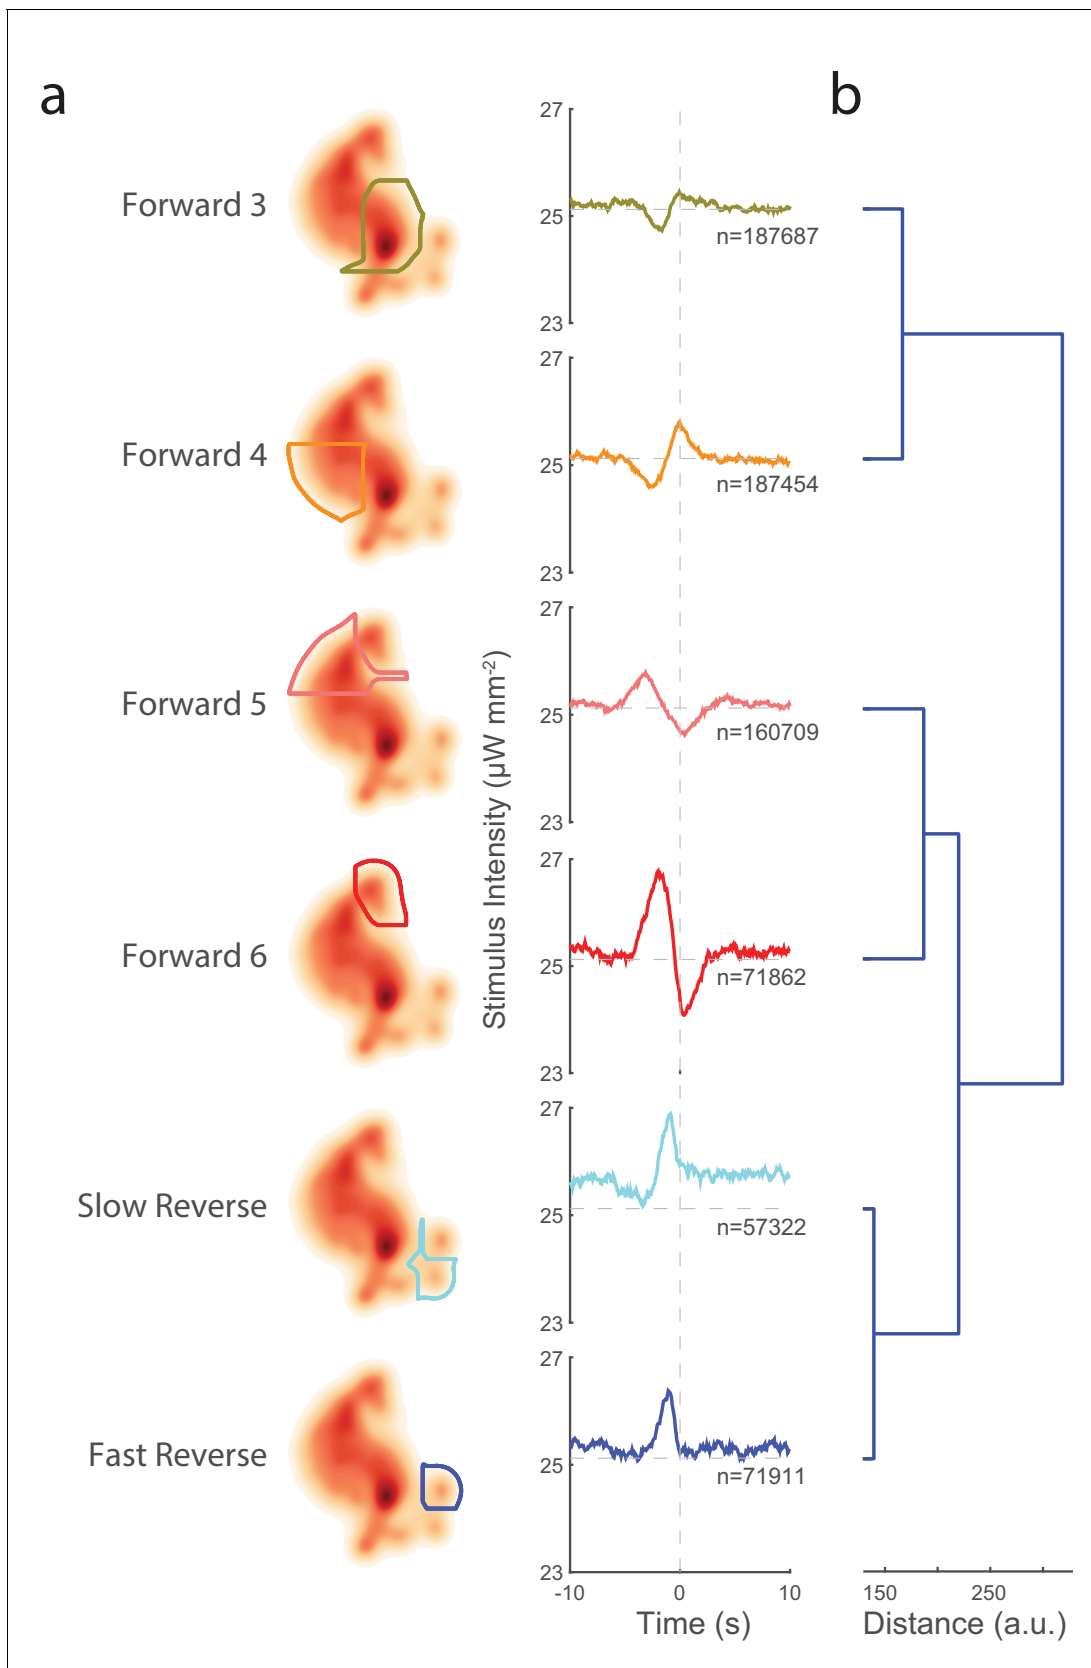 a
b
Forward 3
27
25
23
n=187687
Forward 4
27
25
23
n=187454
Forward 5
27
25
23
n=160709
Stimulus Intensity (µW mm-2)
Forward 6
27
25
23
n=71862
Slow Reverse
27
25
23
n=57322
Fast Reverse
27
25
23
n=71911
-10 0 10
Time (s)
150 250
Distance (a.u.)